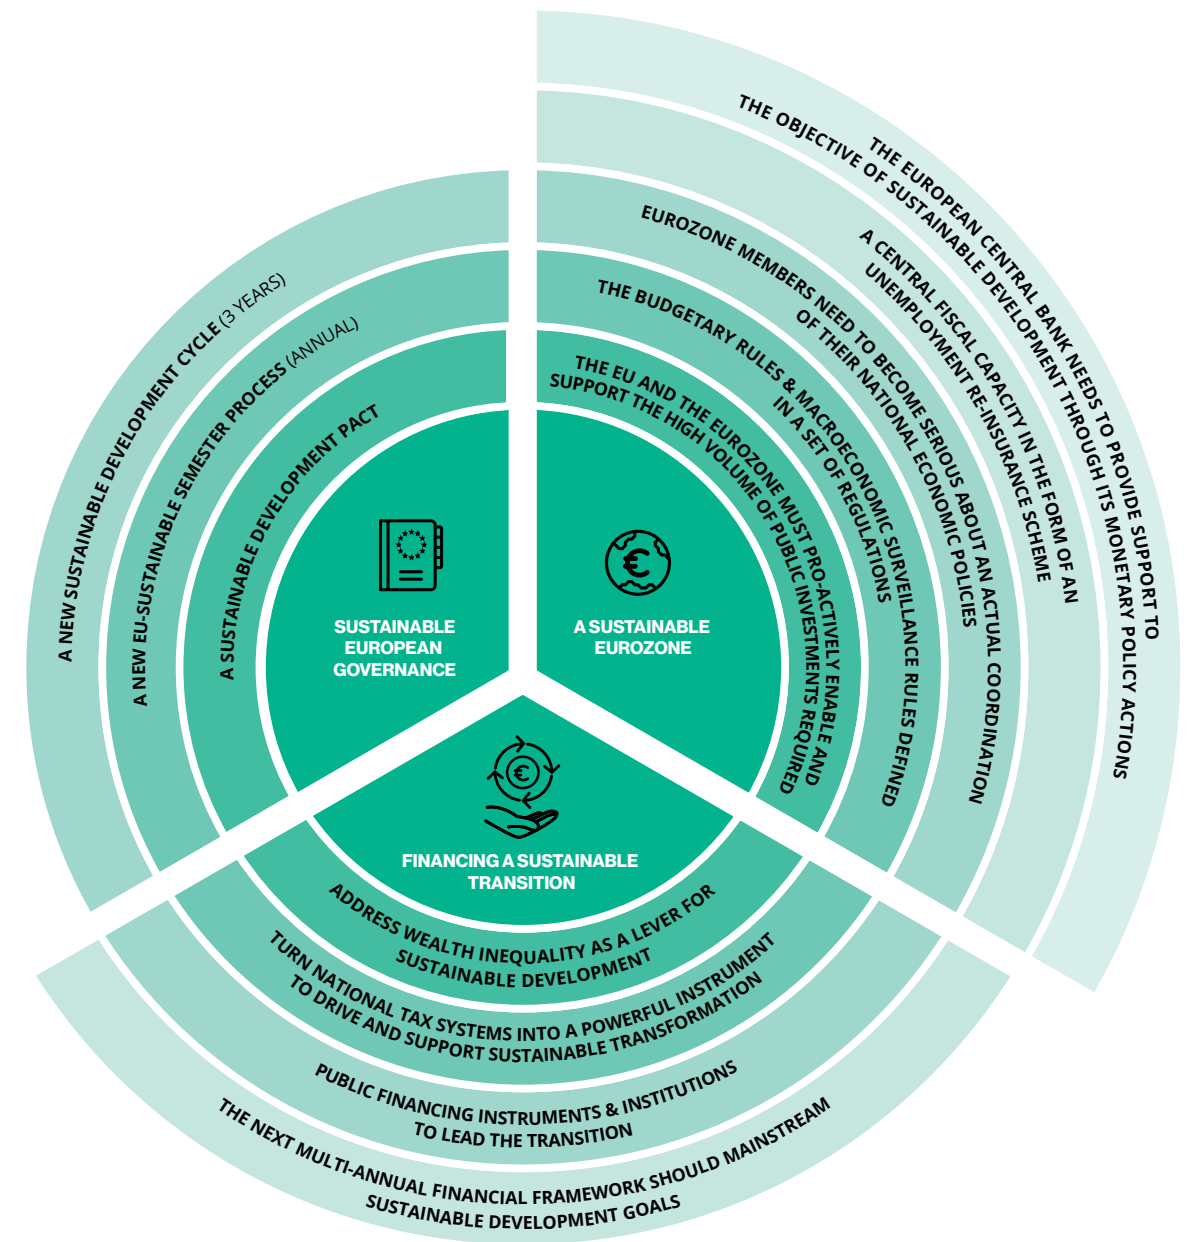 SUSTAINABLE
EUROPEAN
GOVERNANCE
A SUSTAINABLE DEVELOPMENT PACT
A NEW EU-SUSTAINABLE SEMESTER PROCESS (ANNUAL)
A NEW SUSTAINABLE DEVELOPMENT CYCLE (3 YEARS)
A SUSTAINABLE
EUROZONE
THE EU AND THE EUROZONE MUST PRO-ACTIVELY ENABLE AND
SUPPORT THE HIGH VOLUME OF PUBLIC INVESTMENTS REQUIRED
THE BUDGETARY RULES & MACROECONOMIC SURVEILLANCE RULES DEFINED
IN A SET OF REGULATIONS
EUROZONE MEMBERS NEED TO BECOME SERIOUS ABOUT AN ACTUAL COORDINATION
OF THEIR NATIONAL ECONOMIC POLICIES
A CENTRAL FISCAL CAPACITY IN THE FORM OF AN
UNEMPLOYMENT RE-INSURANCE SCHEME
THE EUROPEAN CENTRAL BANK NEEDS TO PROVIDE SUPPORT TO
THE OBJECTIVE OF SUSTAINABLE DEVELOPMENT THROUGH ITS MONETARY POLICY ACTIONS
FINANCING A SUSTAINABLE
TRANSITION
ADDRESS WEALTH INEQUALITY AS A LEVER FOR
SUSTAINABLE DEVELOPMENT
TURN NATIONAL TAX SYSTEMS INTO A POWERFUL INSTRUMENT
TO DRIVE AND SUPPORT SUSTAINABLE TRANSFORMATION
PUBLIC FINANCING INSTRUMENTS & INSTITUTIONS
TO LEAD THE TRANSITION
THE NEXT MULTI-ANNUAL FINANCIAL FRAMEWORK SHOULD MAINSTREAM
SUSTAINABLE DEVELOPMENT GOALS